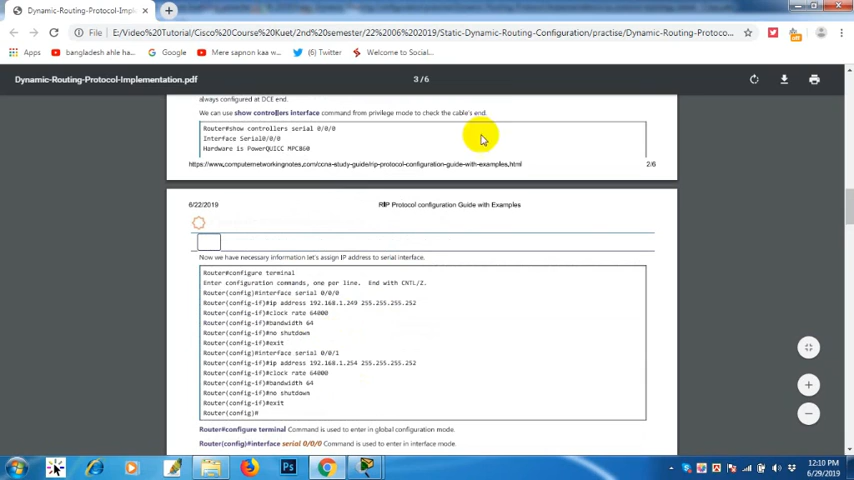 Dynamic-Routing-Protocol-Imple
File
E:/Video%20Tutorial/Cisco%20Course%20Kuet/2nd%20semester/22%2006%202019/Static-Dynamic-Routing-Configuration/practise/Dynamic-Routing-Protoco...
Apps
bangladesh ahle ha...
Google
Mere sapnon kaa w...
(6) Twitter
Welcome to Social...
Dynamic-Routing-Protocol-Implementation.pdf
3 / 6
always configured at DCE end.
We can use show controllers interface command from privilege mode to check the cable's end.
Router#show controllers serial 0/0/0
Interface Serial0/0/0
Hardware is PowerQUICC MPC860
https://www.computernetworkingnotes.com/ccna-study-guide/rip-protocol-configuration-guide-with-examples.html
2/6
6/22/2019
RIP Protocol configuration Guide with Examples
Now we have necessary information let's assign IP address to serial interface.
Router#configure terminal
Enter configuration commands, one per line. End with CNTL/Z.
Router(config)#interface serial 0/0/0
Router(config-if)#ip address 192.168.1.249 255.255.255.252
Router(config-if)#clock rate 64000
Router(config-if)#bandwidth 64
Router(config-if)#no shutdown
Router(config-if)#exit
Router(config)#interface serial 0/0/1
Router(config-if)#ip address 192.168.1.254 255.255.255.252
Router(config-if)#clock rate 64000
Router(config-if)#bandwidth 64
Router(config-if)#no shutdown
Router(config-if)#exit
Router(config)#
Router#configure terminal Command is used to enter in global configuration mode.
Router(config)#interface serial 0/0/0 Command is used to enter in interface mode.
off
Ps
12:10 PM
6/29/2019